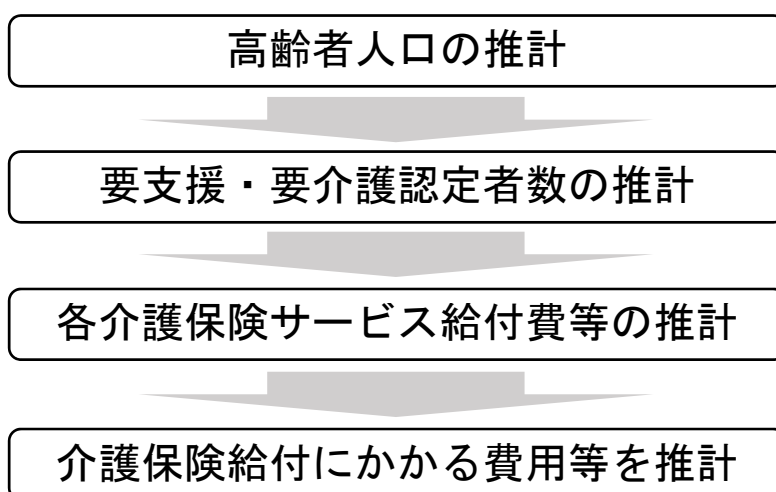 高齢者人口の推計
要支援・要介護認定者数の推計
各介護保険サービス給付費等の推計
介護保険給付にかかる費用等を推計